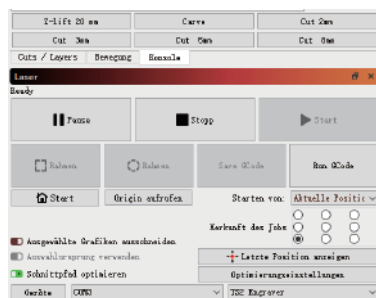 Z-lift 20 mm Carve Cut 2mm
Cut 3mm Cut 5mm Cut 8mm
Cuts / Layers Bewegung Konsole
Laser
Ready
Pause Stopp Start
Rahmen Rahmen Save GCode Run GCode
Start Origin aufrufen Starten von: Aktuelle Positic
Herkunft des Jobs
Ausgewählte Grafiken ausschneiden
Auswahlursprung verwenden Letzte Position anzeigen
Schnittpfad optimieren Optimierungseinstellungen
Geräte COM3 TS2 Engraver